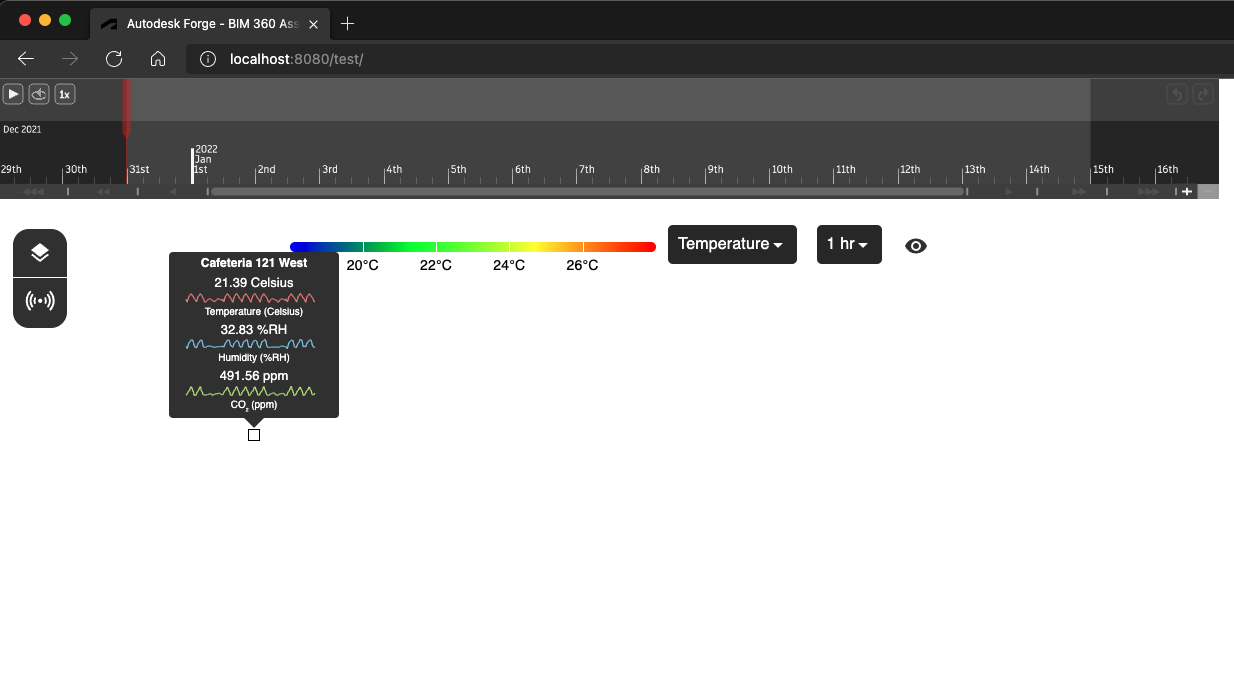 Autodesk Forge - BIM 360 Ass
localhost:8080/test/
1x
Dec 2021
2022
Jan
29th 30th 31st 1st 2nd 3rd 4th 5th 6th 7th 8th 9th 10th 11th 12th 13th 14th 15th 16th
Temperature
1 hr
20°C 22°C 24°C 26°C
Cafeteria 121 West
21.39 Celsius
Temperature (Celsius)
32.83 %RH
Humidity (%RH)
491.56 ppm
CO₂ (ppm)